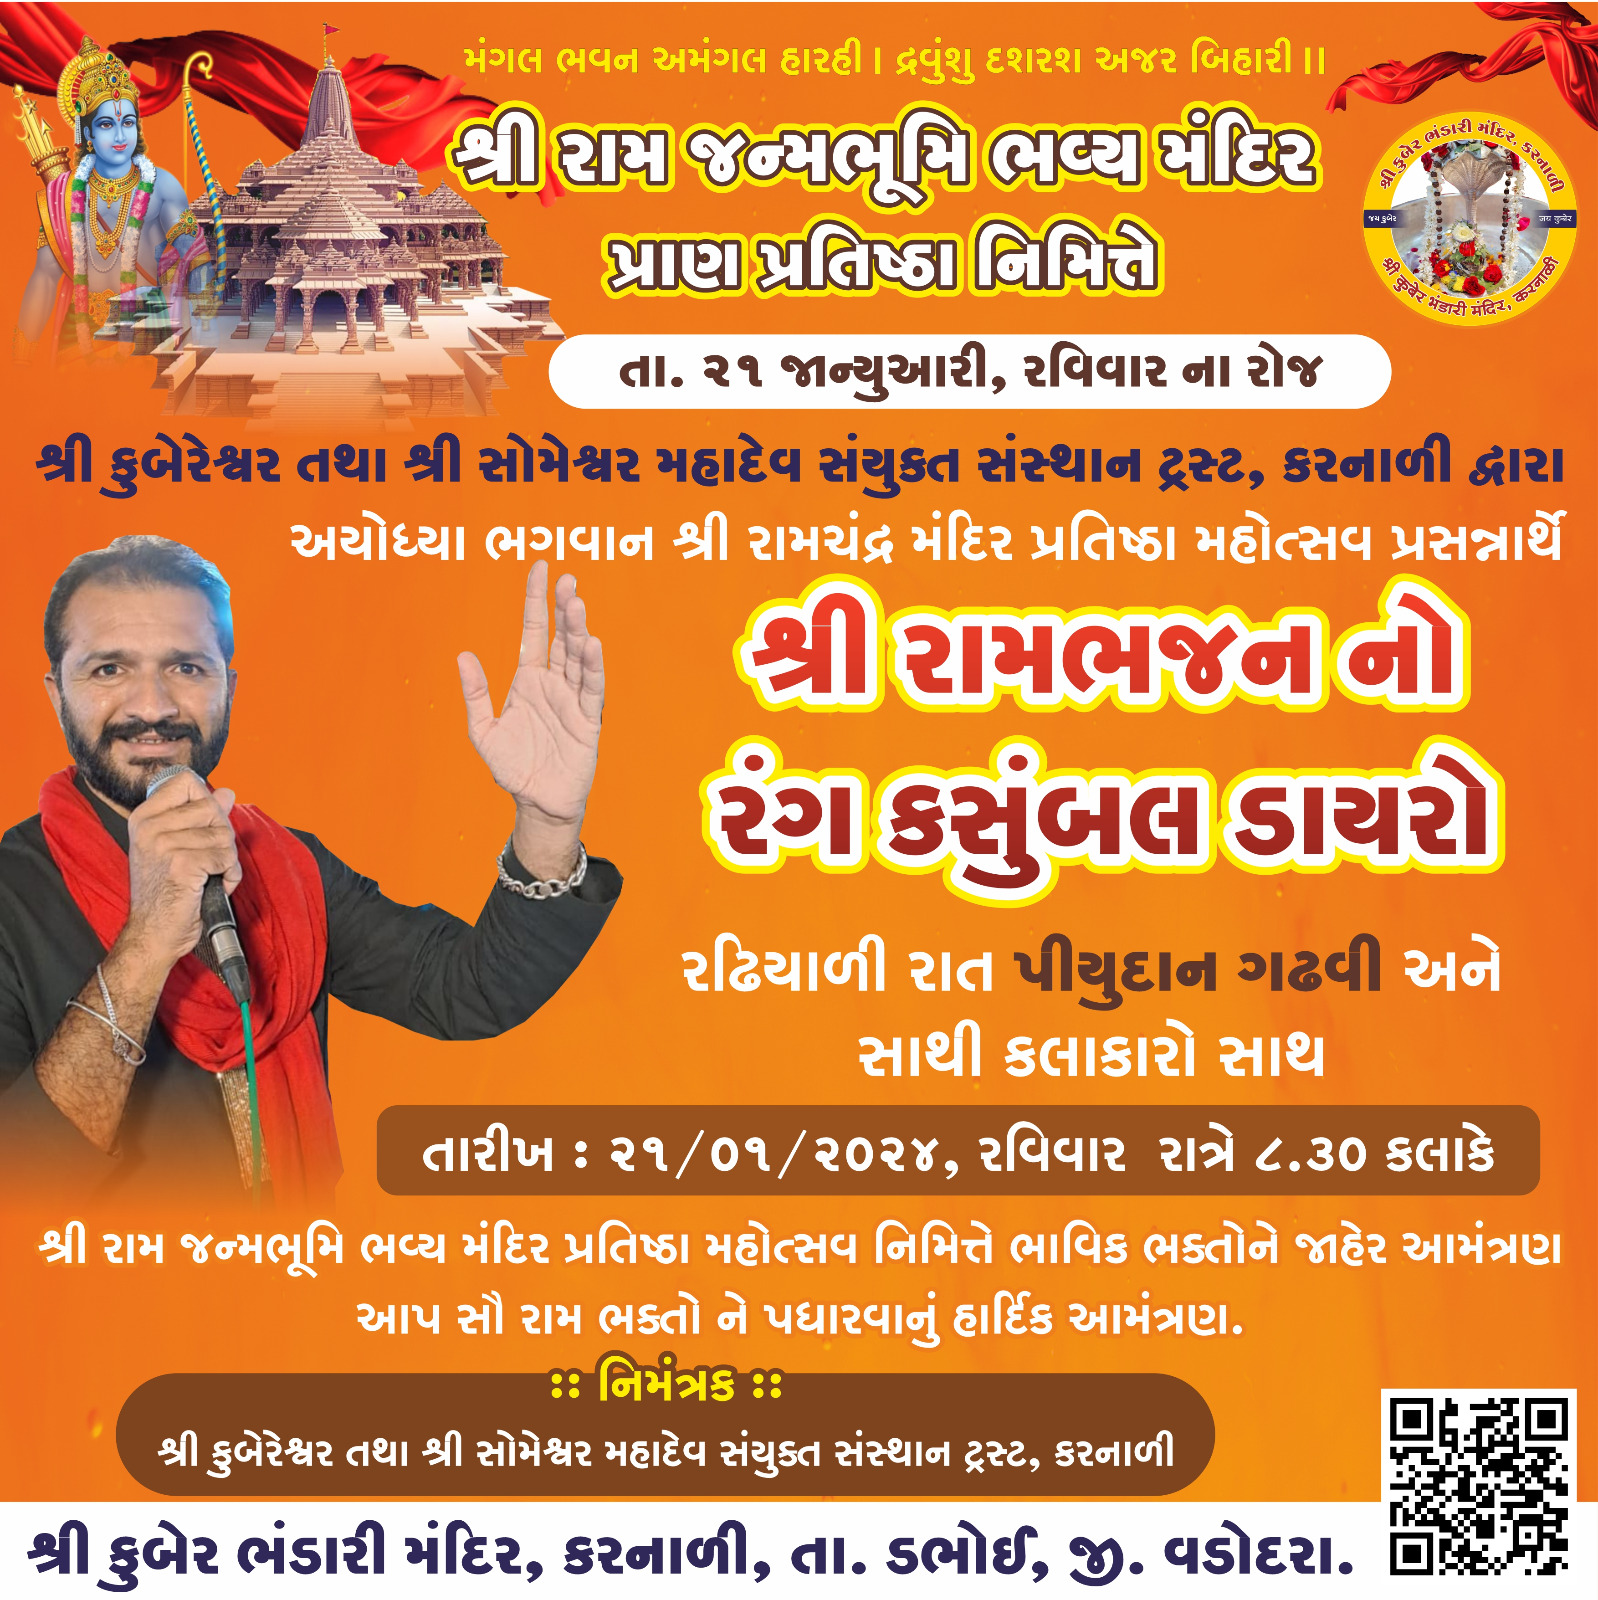 મંગલ ભવન અમંગલ હારહી। દ્રવુંશુ દશરશ અજર બિહારી॥
શ્રી રામ જન્મભૂમિ ભવ્ય મંદિર
પ્રાણ પ્રતિષ્ઠા નિમિત્તે
શ્રી કુબેર ભંડારી મંદિર, કરનાળી
જય કુબેર
जय कुबेर
શ્રી કુબેર ભંડારી મંદિર, કરનાળી
તા. ૨૧ જાન્યુઆરી, રવિવાર ના રોજ
શ્રી કુબેરેશ્વર તથા શ્રી સોમેશ્વર મહાદેવ સંયુક્ત સંસ્થાન ટ્રસ્ટ, કરનાળી દ્વારા
અયોધ્યા ભગવાન શ્રી રામચંદ્ર મંદિર પ્રતિષ્ઠા મહોત્સવ પ્રસન્નાર્થે
શ્રી રામભજન નો
રંગ કસુંબલ ડાયરો
રઢિયાળી રાત પીયુદાન ગઢવી અને
સાથી કલાકારો સાથ
તારીખ : ૨૧/૦૧/૨૦૨૪, રવિવાર રાત્રે ૮.૩૦ કલાકે
શ્રી રામ જન્મભૂમિ ભવ્ય મંદિર પ્રતિષ્ઠા મહોત્સવ નિમિત્તે ભાવિક ભક્તોને જાહેર આમંત્રણ
આપ સૌ રામ ભક્તો ને પધારવાનું હાર્દિક આમંત્રણ.
:: નિમંત્રક ::
શ્રી કુબેરેશ્વર તથા શ્રી સોમેશ્વર મહાદેવ સંયુક્ત સંસ્થાન ટ્રસ્ટ, કરનાળી
શ્રી કુબેર ભંડારી મંદિર, કરનાળી, તા. ડભોઈ, જી. વડોદરા.